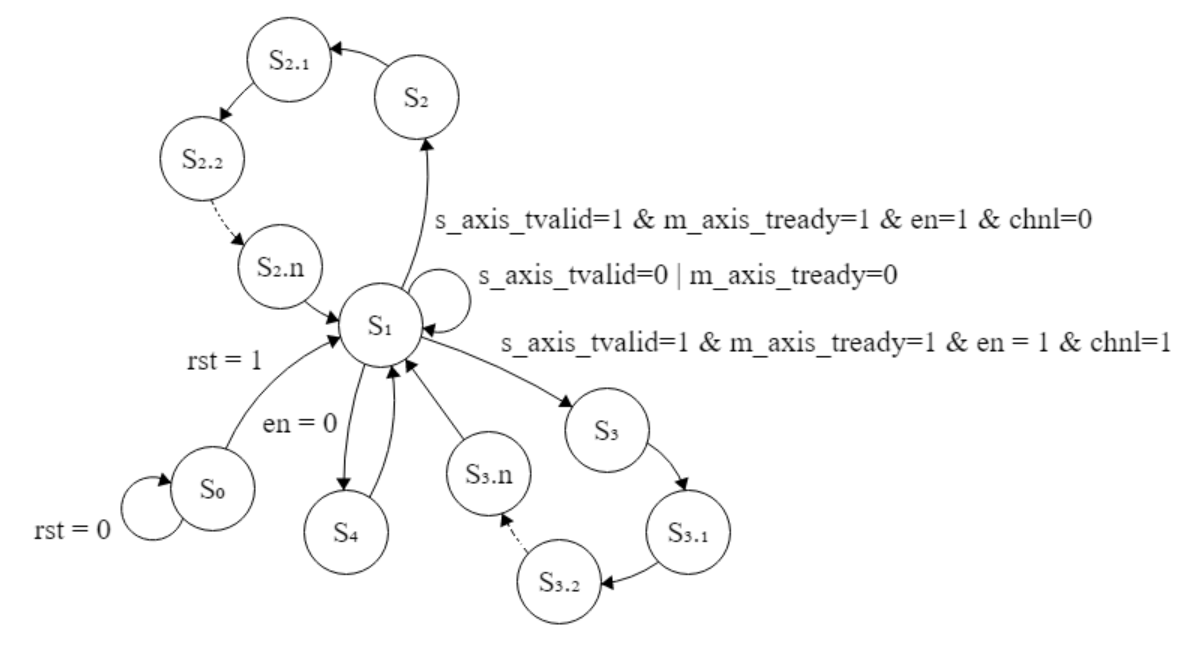 S₂.₁
S₂
S₂.₂
s_axis_tvalid=1 & m_axis_tready=1 & en=1 & chnl=0
S₂.n
s_axis_tvalid=0 | m_axis_tready=0
S₁
s_axis_tvalid=1 & m_axis_tready=1 & en = 1 & chnl=1
rst = 1
en = 0
S₃
S₃.n
S₀
rst = 0
S₄
S₃.₁
S₃.₂